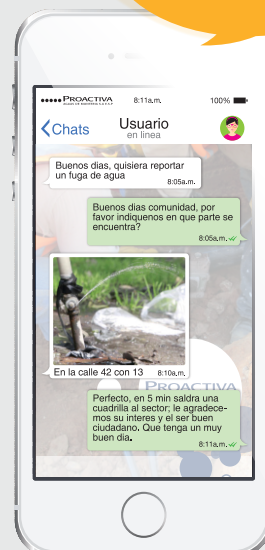 PROACTIVA
8:11a.m.
100%
Chats
Usuario
en linea
Buenos dias, quisiera reportar
un fuga de agua
8:05a.m.
Buenos dias comunidad, por
favor indiquenos en que parte se
encuentra?
8:05a.m.
En la calle 42 con 13
8:10a.m.
PROACTIVA
Perfecto, en 5 min saldra una
cuadrilla al sector; le agradece-
mos su interes y el ser buen
ciudadano. Que tenga un muy
buen dia.
8:11a.m.